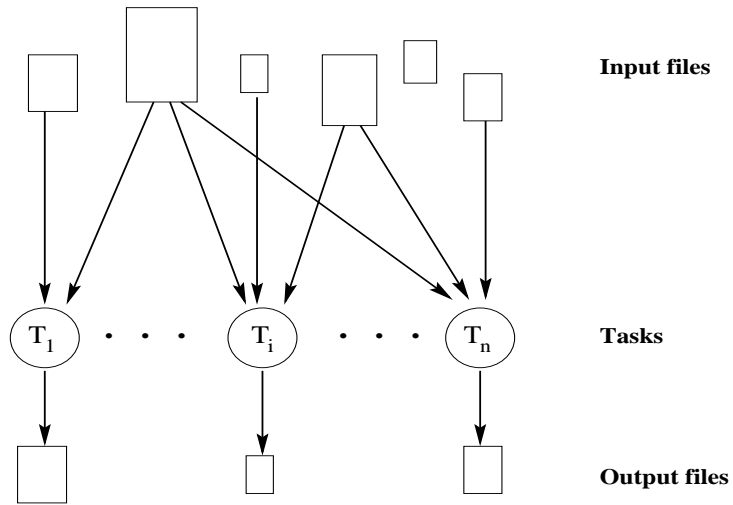 Input files
T1 . . . Ti . . . Tn Tasks
Output files